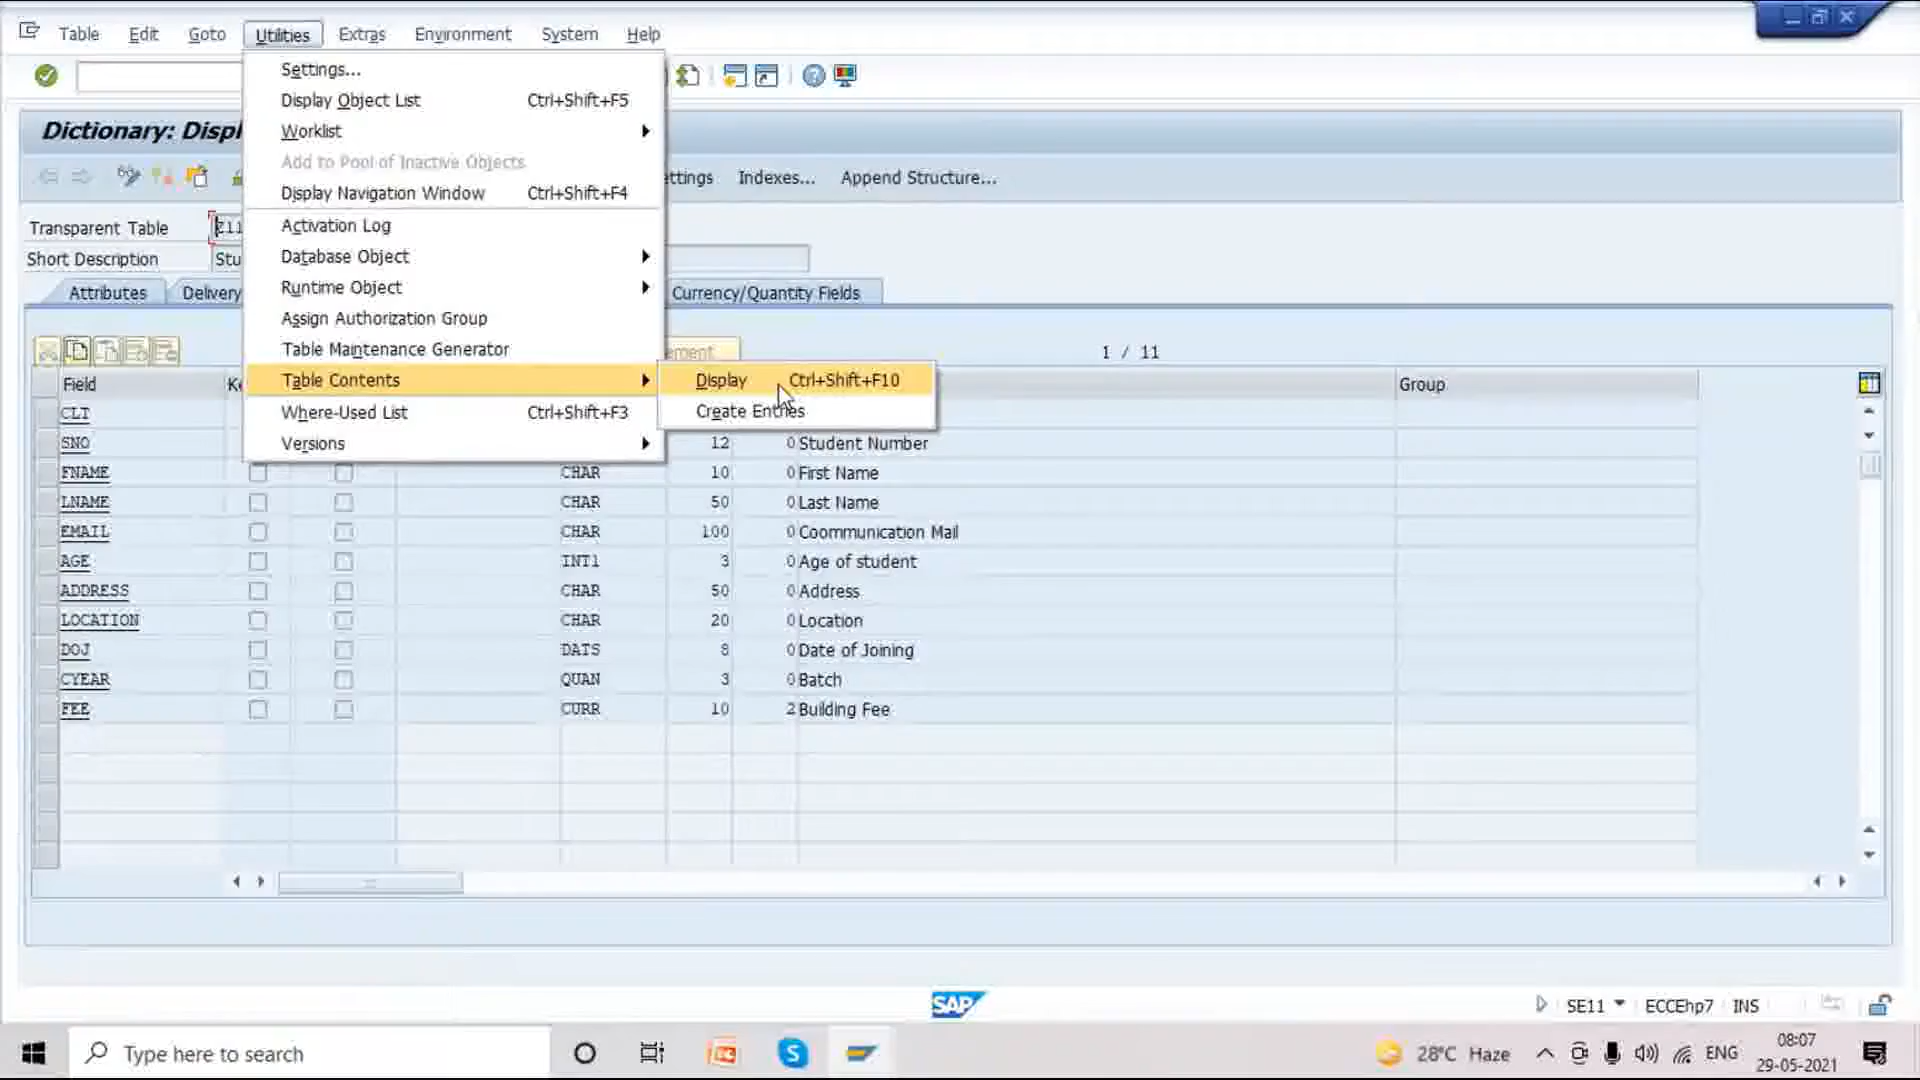 Table Edit Goto Utilities Extras Environment System Help
Settings...
Display Object List Ctrl+Shift+F5
Worklist
Add to Pool of Inactive Objects
Display Navigation Window Ctrl+Shift+F4
Activation Log
Database Object
Runtime Object
Assign Authorization Group
Table Maintenance Generator
Table Contents
Where-Used List Ctrl+Shift+F3
Versions
Display Ctrl+Shift+F10
Create Entries
Dictionary: Displ
ettings Indexes... Append Structure...
Transparent Table
Short Description Stu
Attributes Delivery Currency/Quantity Fields
ement 1 / 11
Field Ke Group
CLT
SNO 12 0 Student Number
FNAME CHAR 10 0 First Name
LNAME CHAR 50 0 Last Name
EMAIL CHAR 100 0 Coommunication Mail
AGE INT1 3 0 Age of student
ADDRESS CHAR 50 0 Address
LOCATION CHAR 20 0 Location
DOJ DATS 8 0 Date of Joining
CYEAR QUAN 3 0 Batch
FEE CURR 10 2 Building Fee
SAP
SE11 ECCEhp7 INS
Type here to search
28°C Haze ENG 08:07
29-05-2021